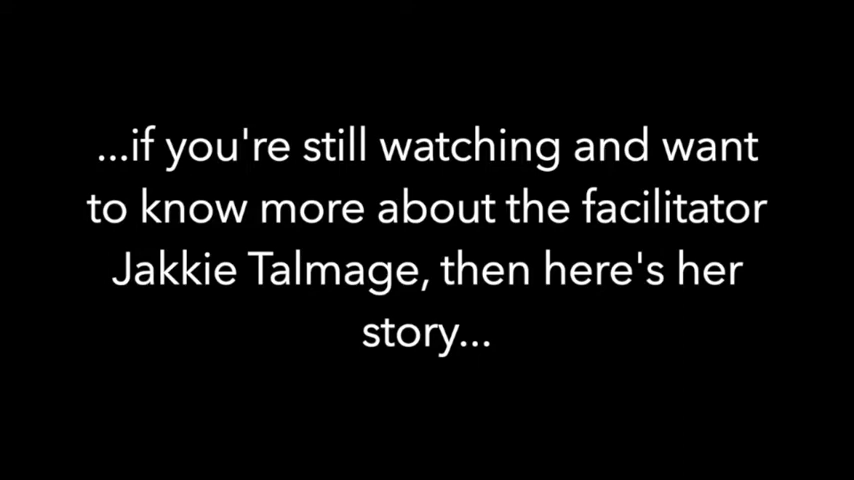 ...if you're still watching and want
to know more about the facilitator
Jakkie Talmage, then here's her
story...